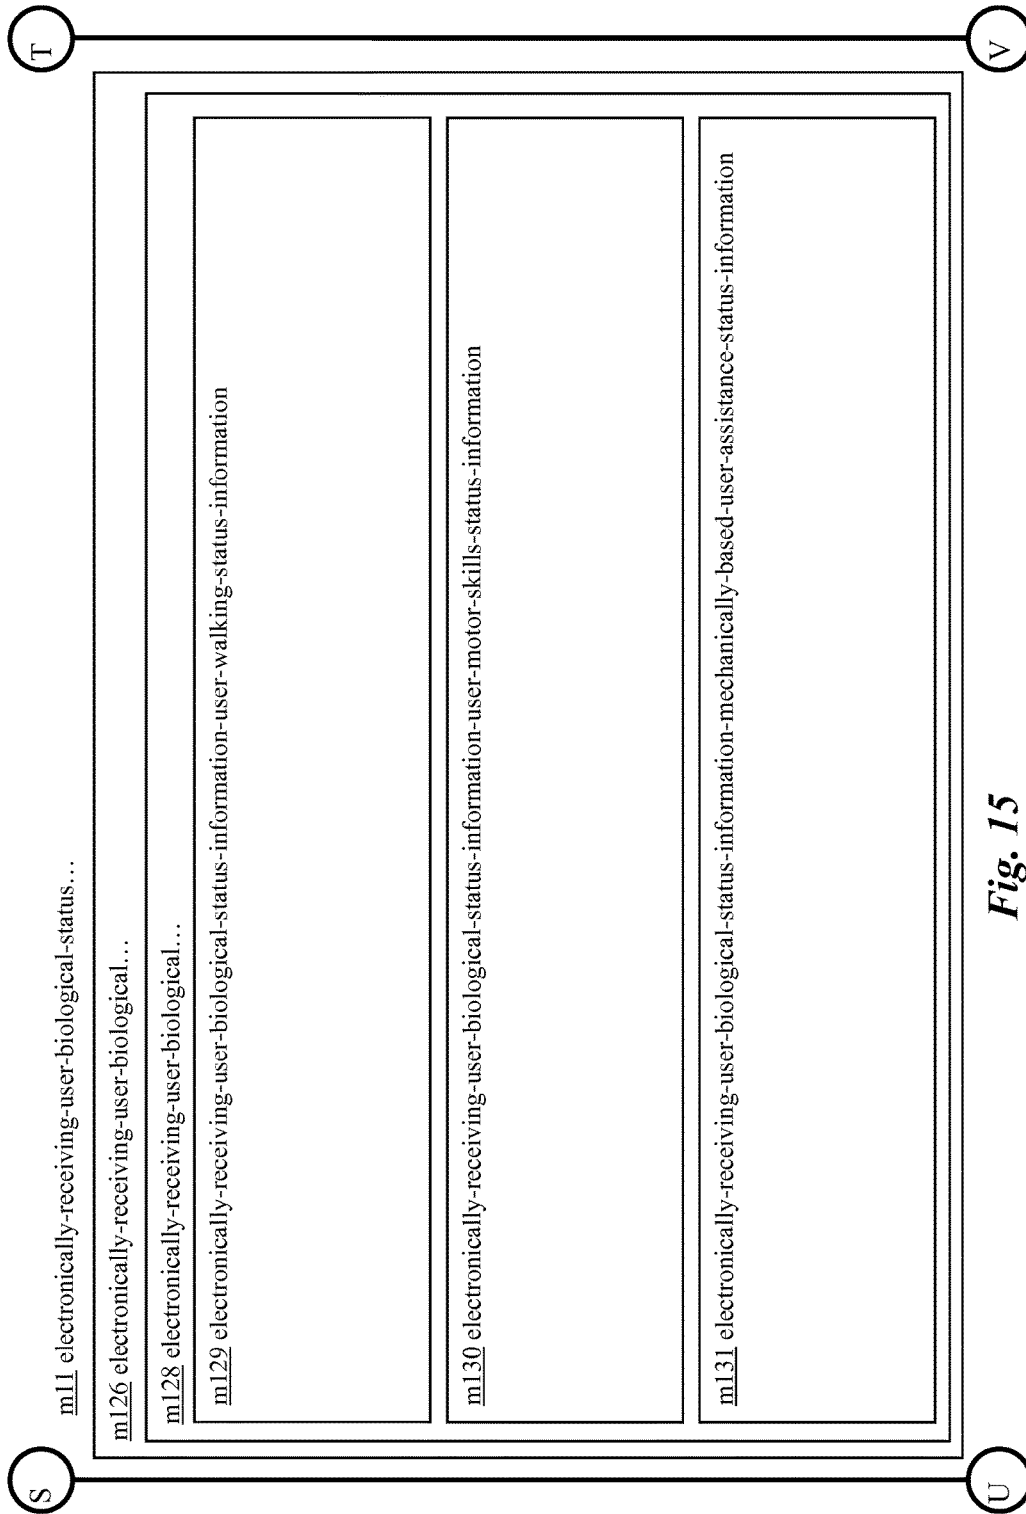 S
T
m11 electronically-receiving-user-biological-status...
m126 electronically-receiving-user-biological...
m128 electronically-receiving-user-biological...
m129 electronically-receiving-user-biological-status-information-user-walking-status-information
m130 electronically-receiving-user-biological-status-information-user-motor-skills-status-information
m131 electronically-receiving-user-biological-status-information-mechanically-based-user-assistance-status-information
U
V
Fig. 15